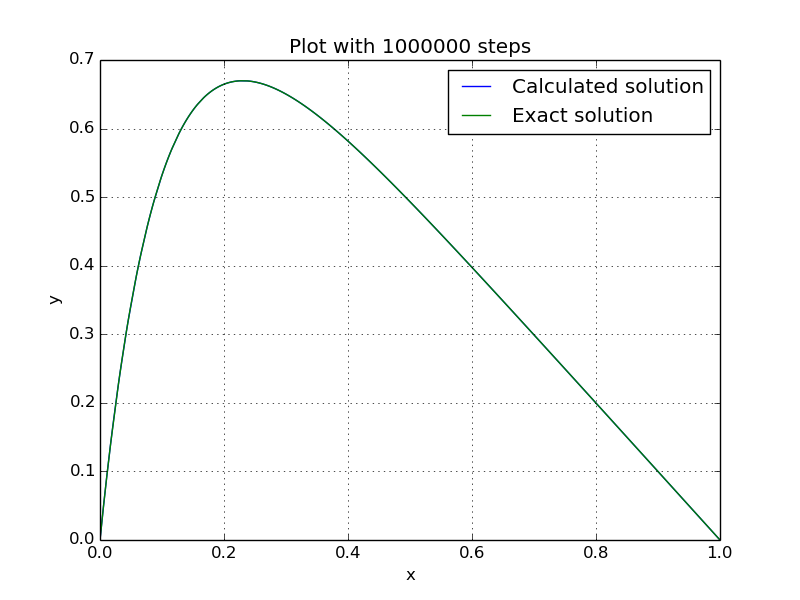 Plot with 1000000 steps
0.7
0.6
0.5
0.4
0.3
0.2
0.1
0.0
y
Calculated solution
Exact solution
0.0 0.2 0.4 0.6 0.8 1.0
x